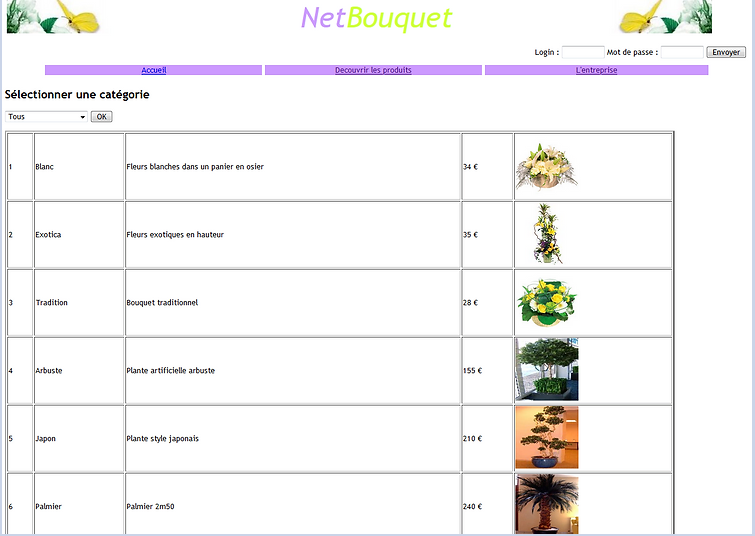 NetBouquet
Login : Mot de passe : Envoyer
Accueil Decouvrir les produits L'entreprise
Sélectionner une catégorie
Tous OK
1 Blanc Fleurs blanches dans un panier en osier 34 €
2 Exotica Fleurs exotiques en hauteur 35 €
3 Tradition Bouquet traditionnel 28 €
4 Arbuste Plante artificielle arbuste 155 €
5 Japon Plante style japonais 210 €
6 Palmier Palmier 2m50 240 €